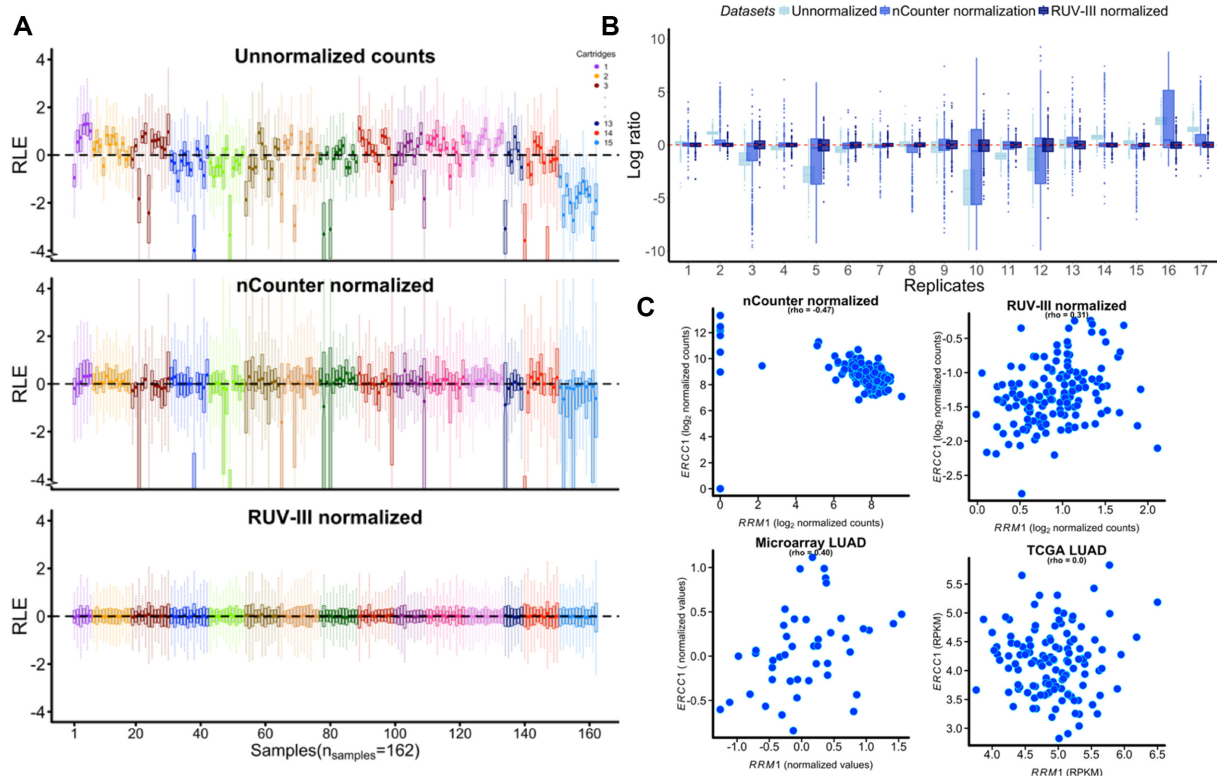 A
Unnormalized counts
Cartridges
1
2
3
13
14
15
RLE
4
2
0
-2
-4
nCounter normalized
RLE
4
2
0
-2
-4
RUV-III normalized
RLE
4
2
0
-2
-4
1 20 40 60 80 100 120 140 160
Samples(nsamples=162)
B
Datasets Unnormalized nCounter normalization RUV-III normalized
Log ratio
10
5
0
-5
-10
1 2 3 4 5 6 7 8 9 10 11 12 13 14 15 16 17
Replicates
C
nCounter normalized
(rho = -0.47)
ERCC1 (log2 normalized counts)
12
10
8
6
4
2
0
0 2 4 6 8
RRM1 (log2 normalized counts)
RUV-III normalized
(rho = 0.31)
ERCC1 (log2 normalized counts)
-0.5
-1.0
-1.5
-2.0
-2.5
0.0 0.5 1.0 1.5 2.0
RRM1 (log2 normalized counts)
Microarray LUAD
(rho = 0.40)
ERCC1 ( normalized values)
1.0
0.5
0.0
-0.5
-1.0 -0.5 0.0 0.5 1.0 1.5
RRM1 (normalized values)
TCGA LUAD
(rho = 0.0)
ERCC1 (RPKM)
5.5
5.0
4.5
4.0
3.5
3.0
4.0 4.5 5.0 5.5 6.0 6.5
RRM1 (RPKM)